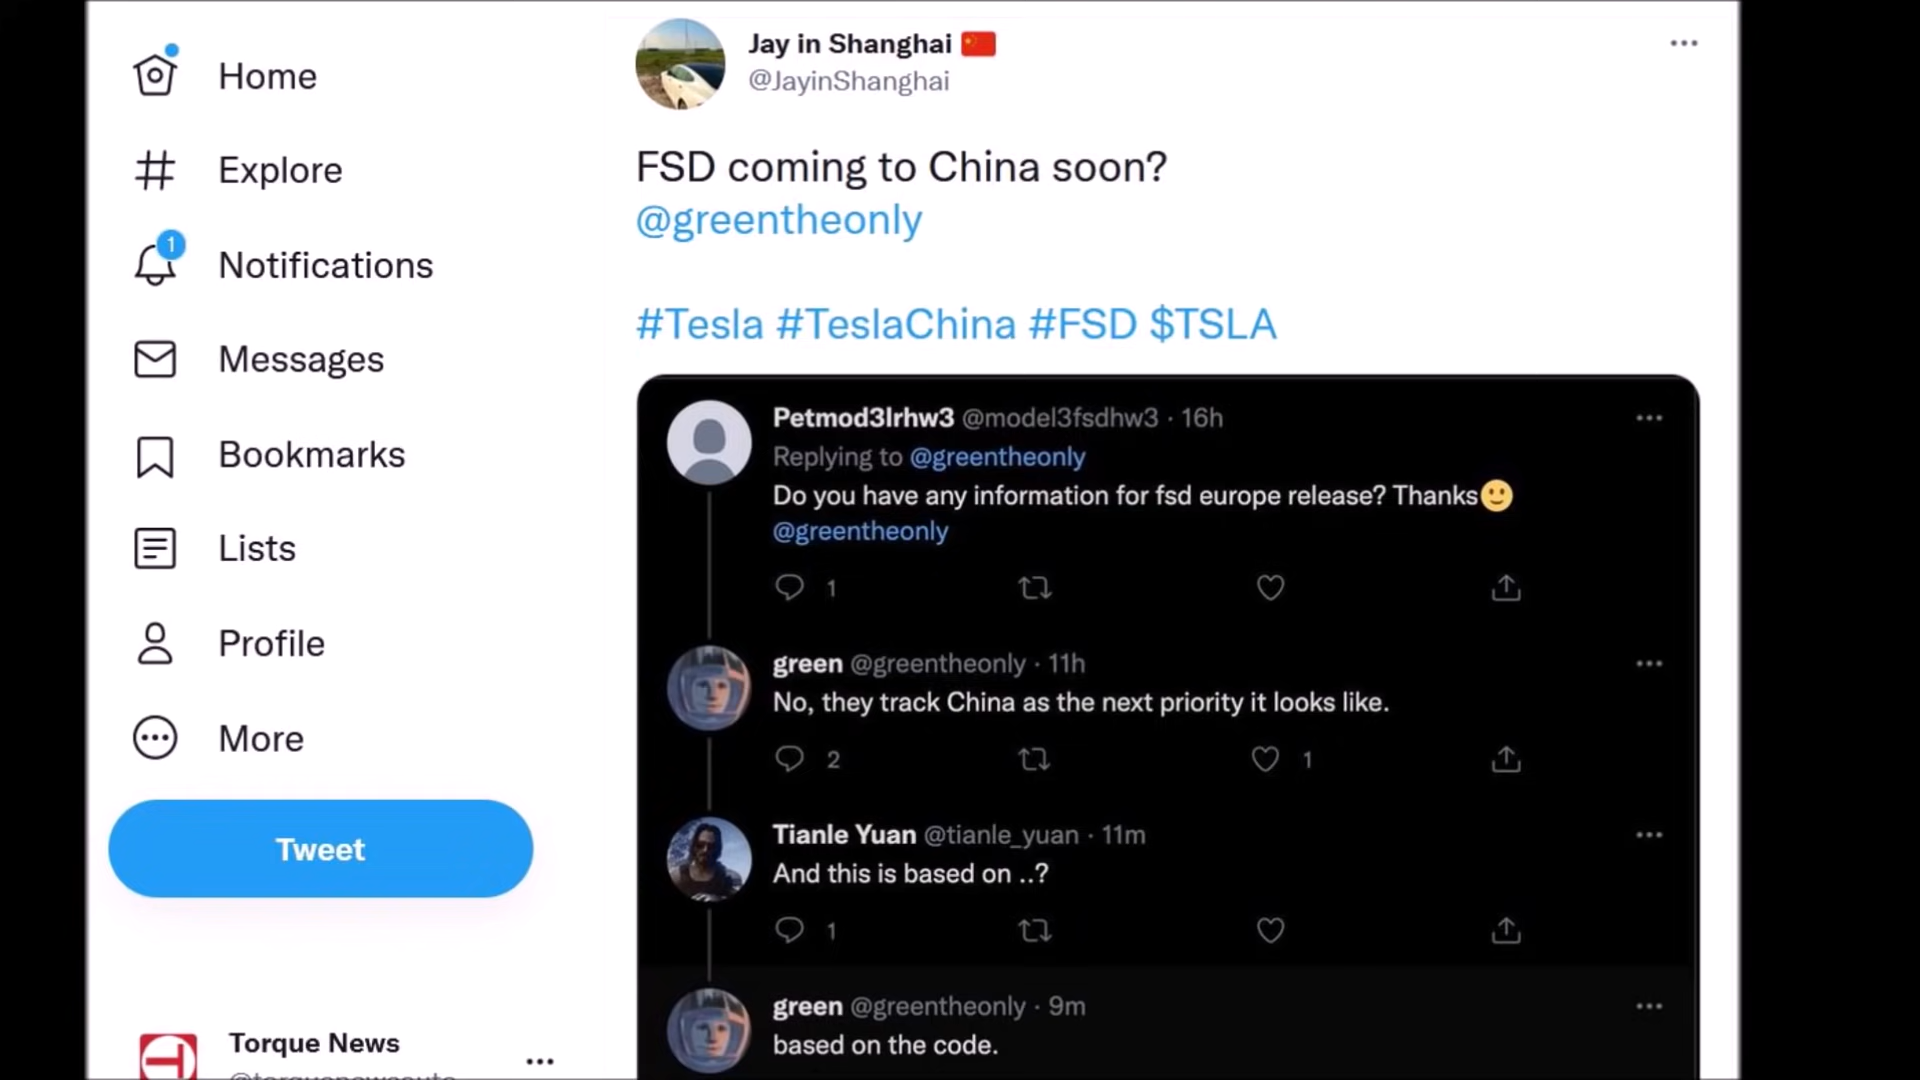 Home
Explore
1
Notifications
Messages
Bookmarks
Lists
Profile
More
Tweet
Torque News
Jay in Shanghai
@JayinShanghai
FSD coming to China soon?
@greentheonly
#Tesla #TeslaChina #FSD $TSLA
Petmod3lrhw3 @model3fsdhw3 · 16h
Replying to @greentheonly
Do you have any information for fsd europe release? Thanks🙂
@greentheonly
1
green @greentheonly · 11h
No, they track China as the next priority it looks like.
2 1
Tianle Yuan @tianle_yuan · 11m
And this is based on ..?
1
green @greentheonly · 9m
based on the code.